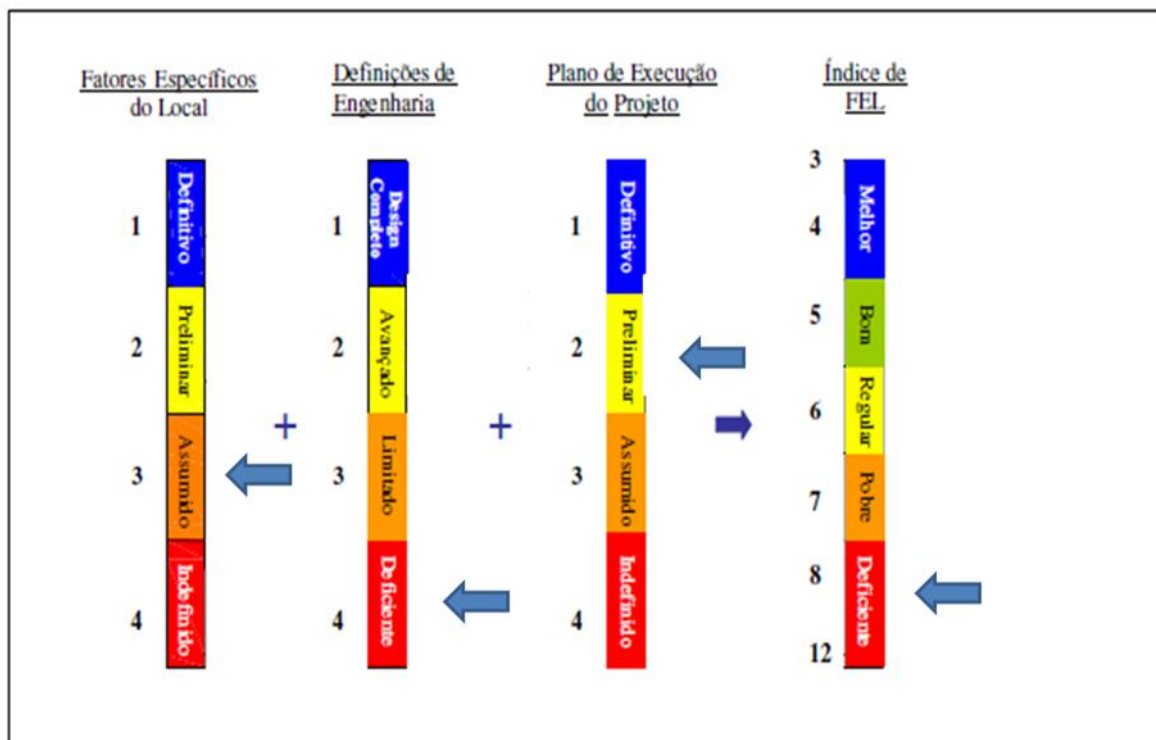 Fatores Específicos
do Local
1
Definitivo
2
Preliminar
3
Assumido
4
Indefinido
+
Definições de
Engenharia
1
Design
Completo
2
Avançado
3
Limitado
4
Deficiente
+
Plano de Execução
do Projeto
1
Definitivo
2
Preliminar
3
Assumido
4
Indefinido
Índice de
FEL
3
4
Melhor
5
Bom
6
Regular
7
Pobre
8
Deficiente
12